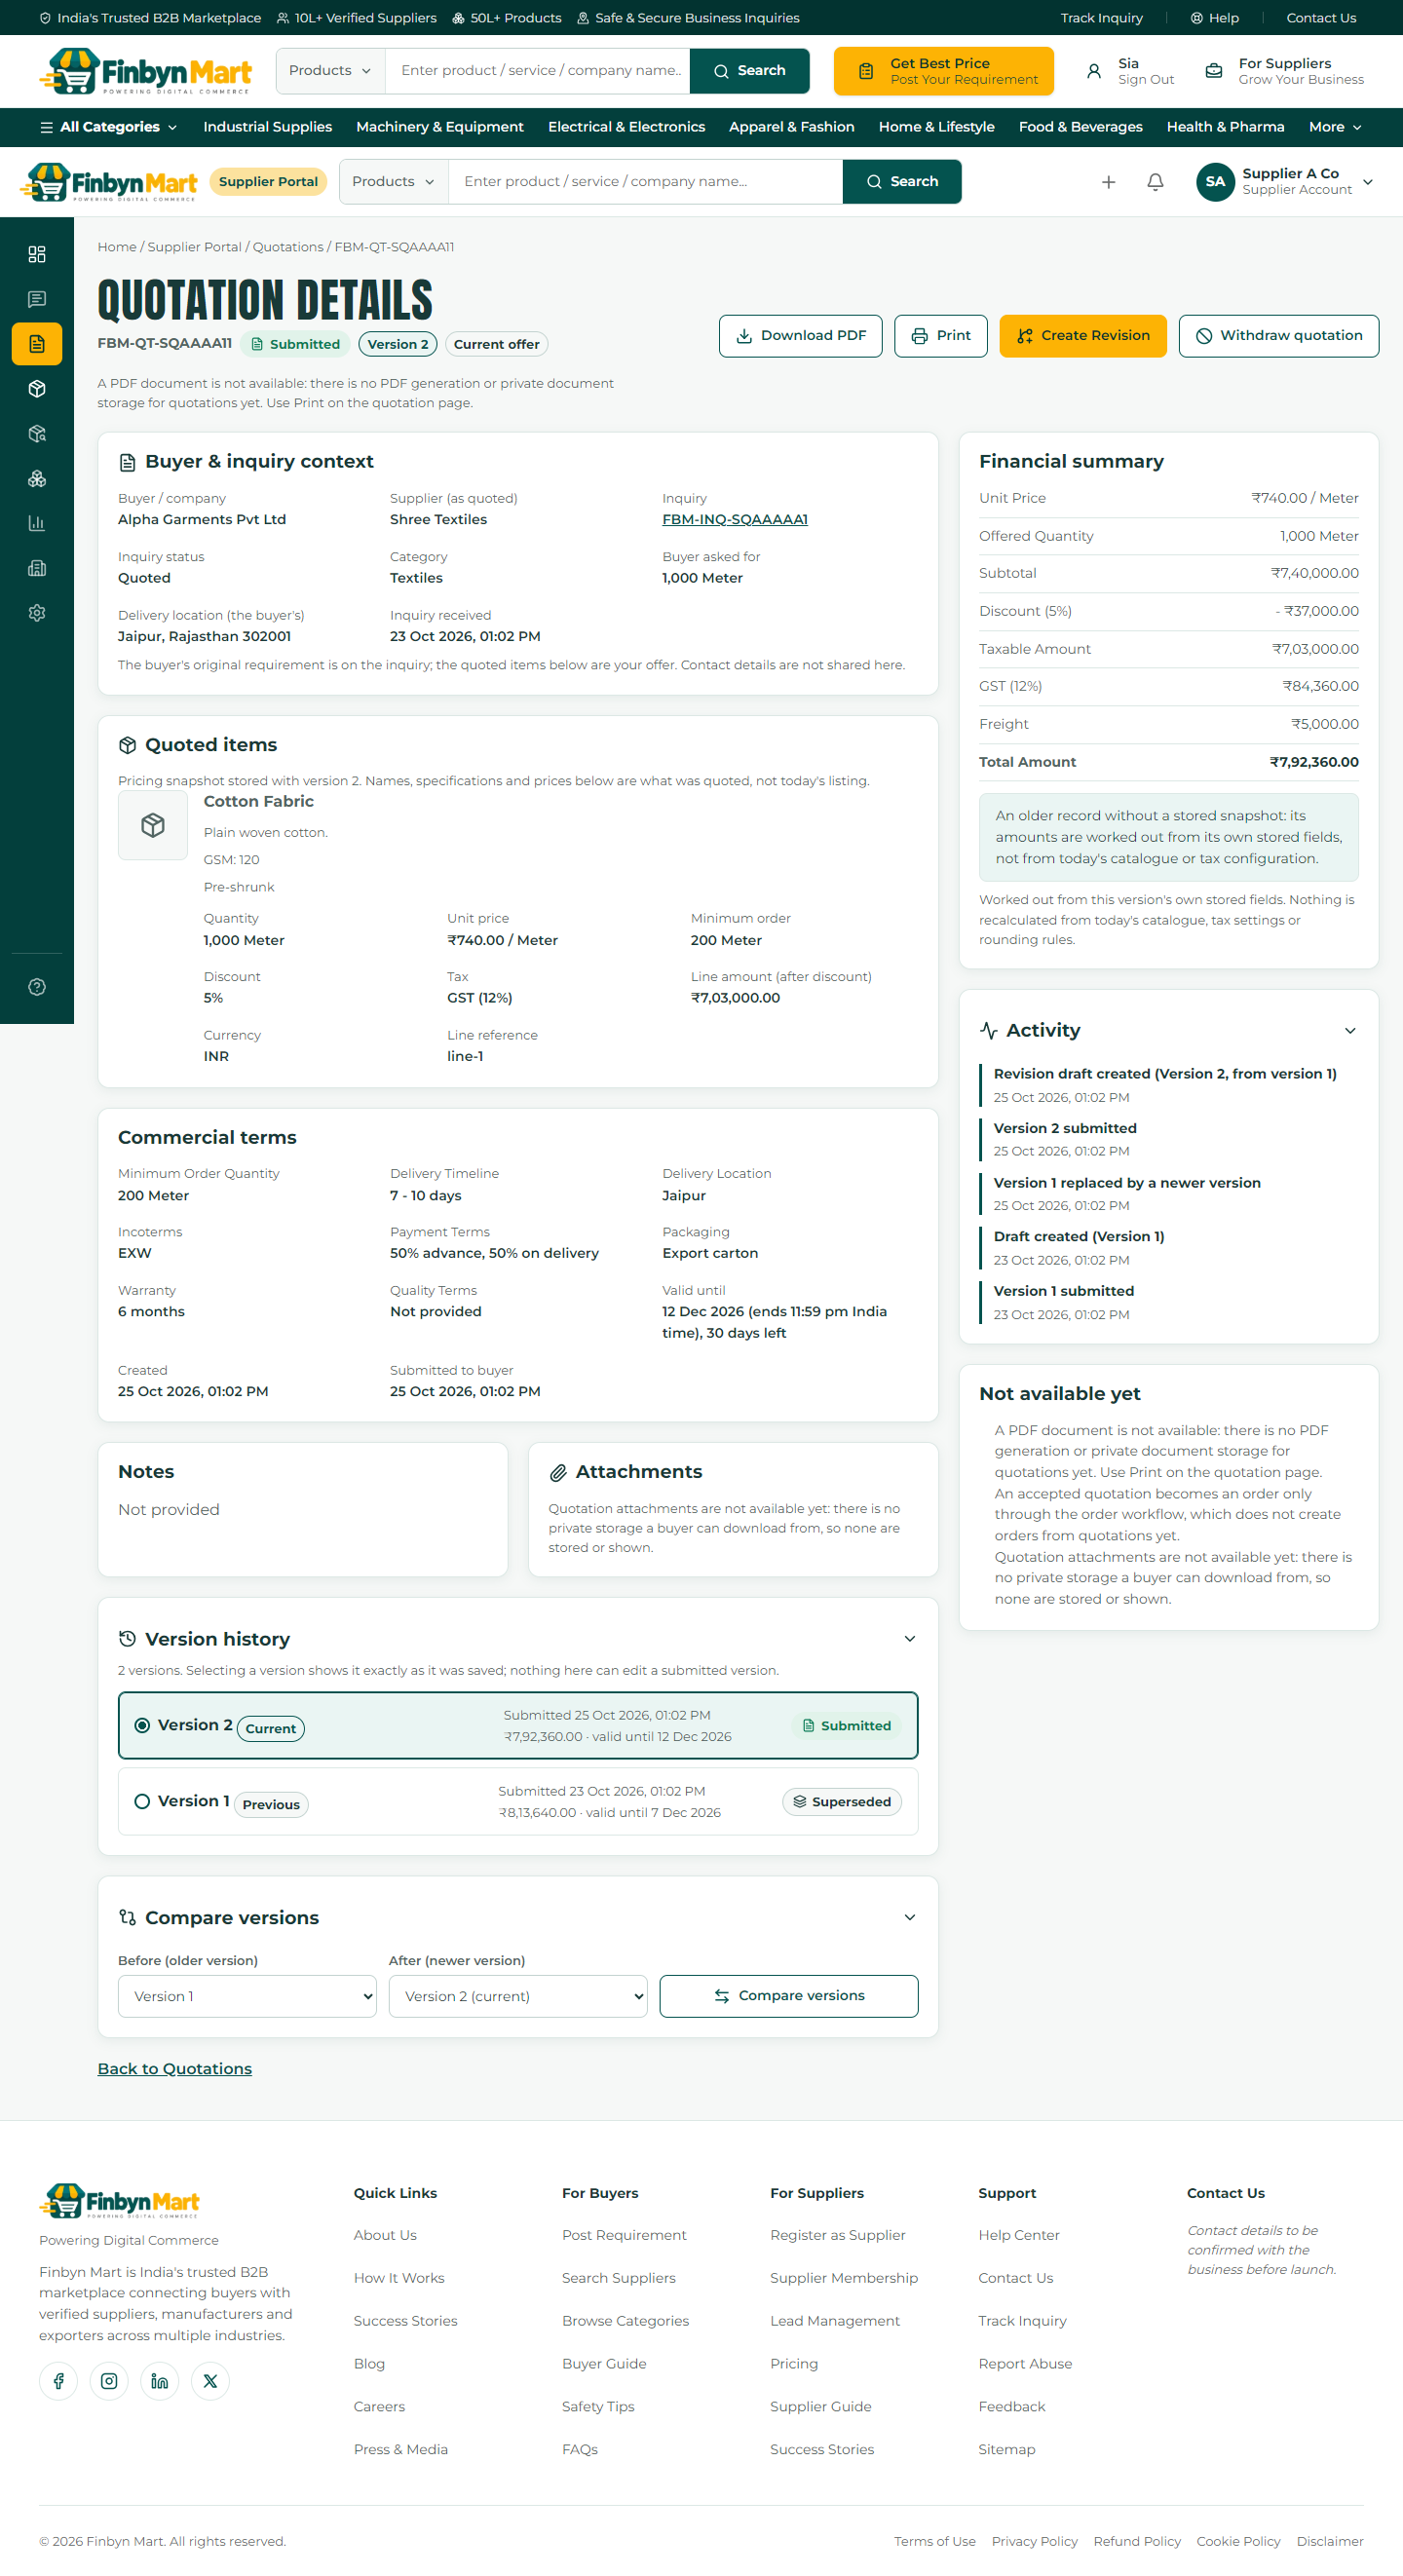 India's Trusted B2B Marketplace
10L+ Verified Suppliers
50L+ Products
Safe & Secure Business Inquiries
Track Inquiry
Help
Contact Us
Finbyn Mart
POWERING DIGITAL COMMERCE
Products
Enter product / service / company name..
Search
Get Best Price
Post Your Requirement
Sia
Sign Out
For Suppliers
Grow Your Business
All Categories
Industrial Supplies
Machinery & Equipment
Electrical & Electronics
Apparel & Fashion
Home & Lifestyle
Food & Beverages
Health & Pharma
More
Finbyn Mart
POWERING DIGITAL COMMERCE
Supplier Portal
Products
Enter product / service / company name...
Search
SA
Supplier A Co
Supplier Account
Home / Supplier Portal / Quotations / FBM-QT-SQAAAA11
QUOTATION DETAILS
FBM-QT-SQAAAA11
Submitted
Version 2
Current offer
Download PDF
Print
Create Revision
Withdraw quotation
A PDF document is not available: there is no PDF generation or private document
storage for quotations yet. Use Print on the quotation page.
Buyer & inquiry context
Buyer / company
Alpha Garments Pvt Ltd
Supplier (as quoted)
Shree Textiles
Inquiry
FBM-INQ-SQAAAAA1
Inquiry status
Quoted
Category
Textiles
Buyer asked for
1,000 Meter
Delivery location (the buyer's)
Jaipur, Rajasthan 302001
Inquiry received
23 Oct 2026, 01:02 PM
The buyer's original requirement is on the inquiry; the quoted items below are your offer. Contact details are not shared here.
Quoted items
Pricing snapshot stored with version 2. Names, specifications and prices below are what was quoted, not today's listing.
Cotton Fabric
Plain woven cotton.
GSM: 120
Pre-shrunk
Quantity
1,000 Meter
Unit price
₹740.00 / Meter
Minimum order
200 Meter
Discount
5%
Tax
GST (12%)
Line amount (after discount)
₹7,03,000.00
Currency
INR
Line reference
line-1
Commercial terms
Minimum Order Quantity
200 Meter
Delivery Timeline
7 - 10 days
Delivery Location
Jaipur
Incoterms
EXW
Payment Terms
50% advance, 50% on delivery
Packaging
Export carton
Warranty
6 months
Quality Terms
Not provided
Valid until
12 Dec 2026 (ends 11:59 pm India
time), 30 days left
Created
25 Oct 2026, 01:02 PM
Submitted to buyer
25 Oct 2026, 01:02 PM
Notes
Not provided
Attachments
Quotation attachments are not available yet: there is no
private storage a buyer can download from, so none are
stored or shown.
Version history
2 versions. Selecting a version shows it exactly as it was saved; nothing here can edit a submitted version.
Version 2
Current
Submitted 25 Oct 2026, 01:02 PM
₹7,92,360.00 · valid until 12 Dec 2026
Submitted
Version 1
Previous
Submitted 23 Oct 2026, 01:02 PM
₹8,13,640.00 · valid until 7 Dec 2026
Superseded
Compare versions
Before (older version)
Version 1
After (newer version)
Version 2 (current)
Compare versions
Back to Quotations
Financial summary
Unit Price
₹740.00 / Meter
Offered Quantity
1,000 Meter
Subtotal
₹7,40,000.00
Discount (5%)
- ₹37,000.00
Taxable Amount
₹7,03,000.00
GST (12%)
₹84,360.00
Freight
₹5,000.00
Total Amount
₹7,92,360.00
An older record without a stored snapshot: its
amounts are worked out from its own stored fields,
not from today's catalogue or tax configuration.
Worked out from this version's own stored fields. Nothing is
recalculated from today's catalogue, tax settings or
rounding rules.
Activity
Revision draft created (Version 2, from version 1)
25 Oct 2026, 01:02 PM
Version 2 submitted
25 Oct 2026, 01:02 PM
Version 1 replaced by a newer version
25 Oct 2026, 01:02 PM
Draft created (Version 1)
23 Oct 2026, 01:02 PM
Version 1 submitted
23 Oct 2026, 01:02 PM
Not available yet
A PDF document is not available: there is no PDF
generation or private document storage for
quotations yet. Use Print on the quotation page.
An accepted quotation becomes an order only
through the order workflow, which does not create
orders from quotations yet.
Quotation attachments are not available yet: there is
no private storage a buyer can download from, so
none are stored or shown.
Finbyn Mart
POWERING DIGITAL COMMERCE
Powering Digital Commerce
Finbyn Mart is India's trusted B2B
marketplace connecting buyers with
verified suppliers, manufacturers and
exporters across multiple industries.
Quick Links
About Us
How It Works
Success Stories
Blog
Careers
Press & Media
For Buyers
Post Requirement
Search Suppliers
Browse Categories
Buyer Guide
Safety Tips
FAQs
For Suppliers
Register as Supplier
Supplier Membership
Lead Management
Pricing
Supplier Guide
Success Stories
Support
Help Center
Contact Us
Track Inquiry
Report Abuse
Feedback
Sitemap
Contact Us
Contact details to be
confirmed with the
business before launch.
© 2026 Finbyn Mart. All rights reserved.
Terms of Use
Privacy Policy
Refund Policy
Cookie Policy
Disclaimer